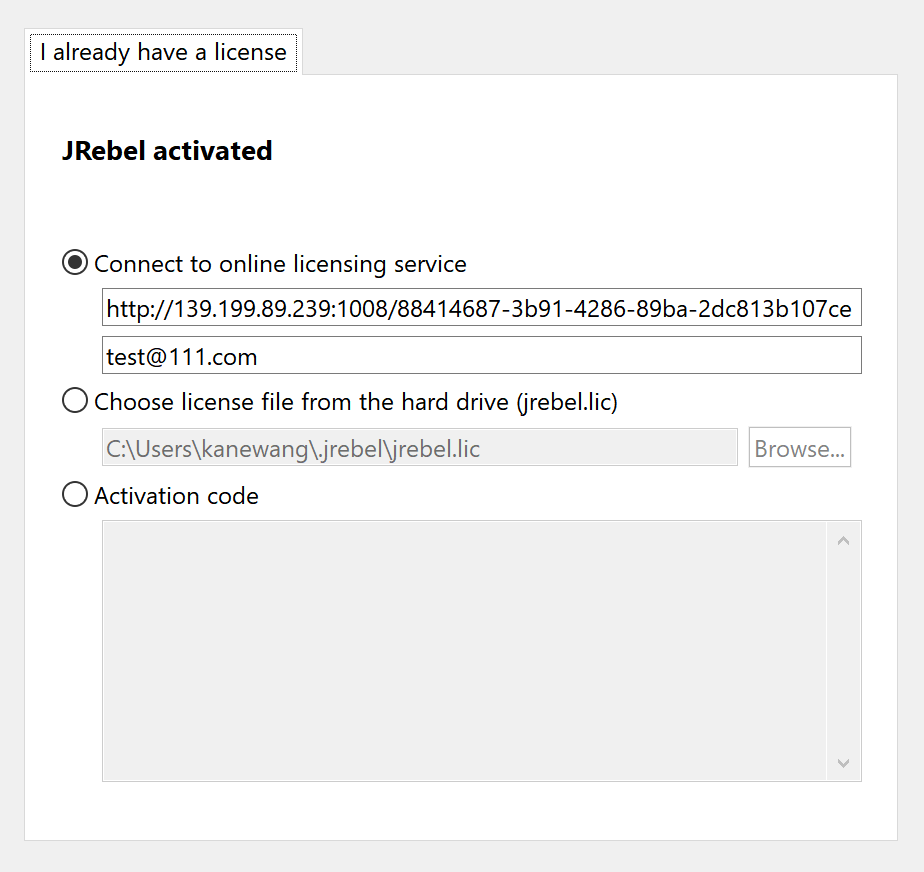 I already have a license
JRebel activated
Connect to online licensing service
http://139.199.89.239:1008/88414687-3b91-4286-89ba-2dc813b107ce
test@111.com
Choose license file from the hard drive (jrebel.lic)
C:\Users\kanewang\.jrebel\jrebel.lic
Browse...
Activation code